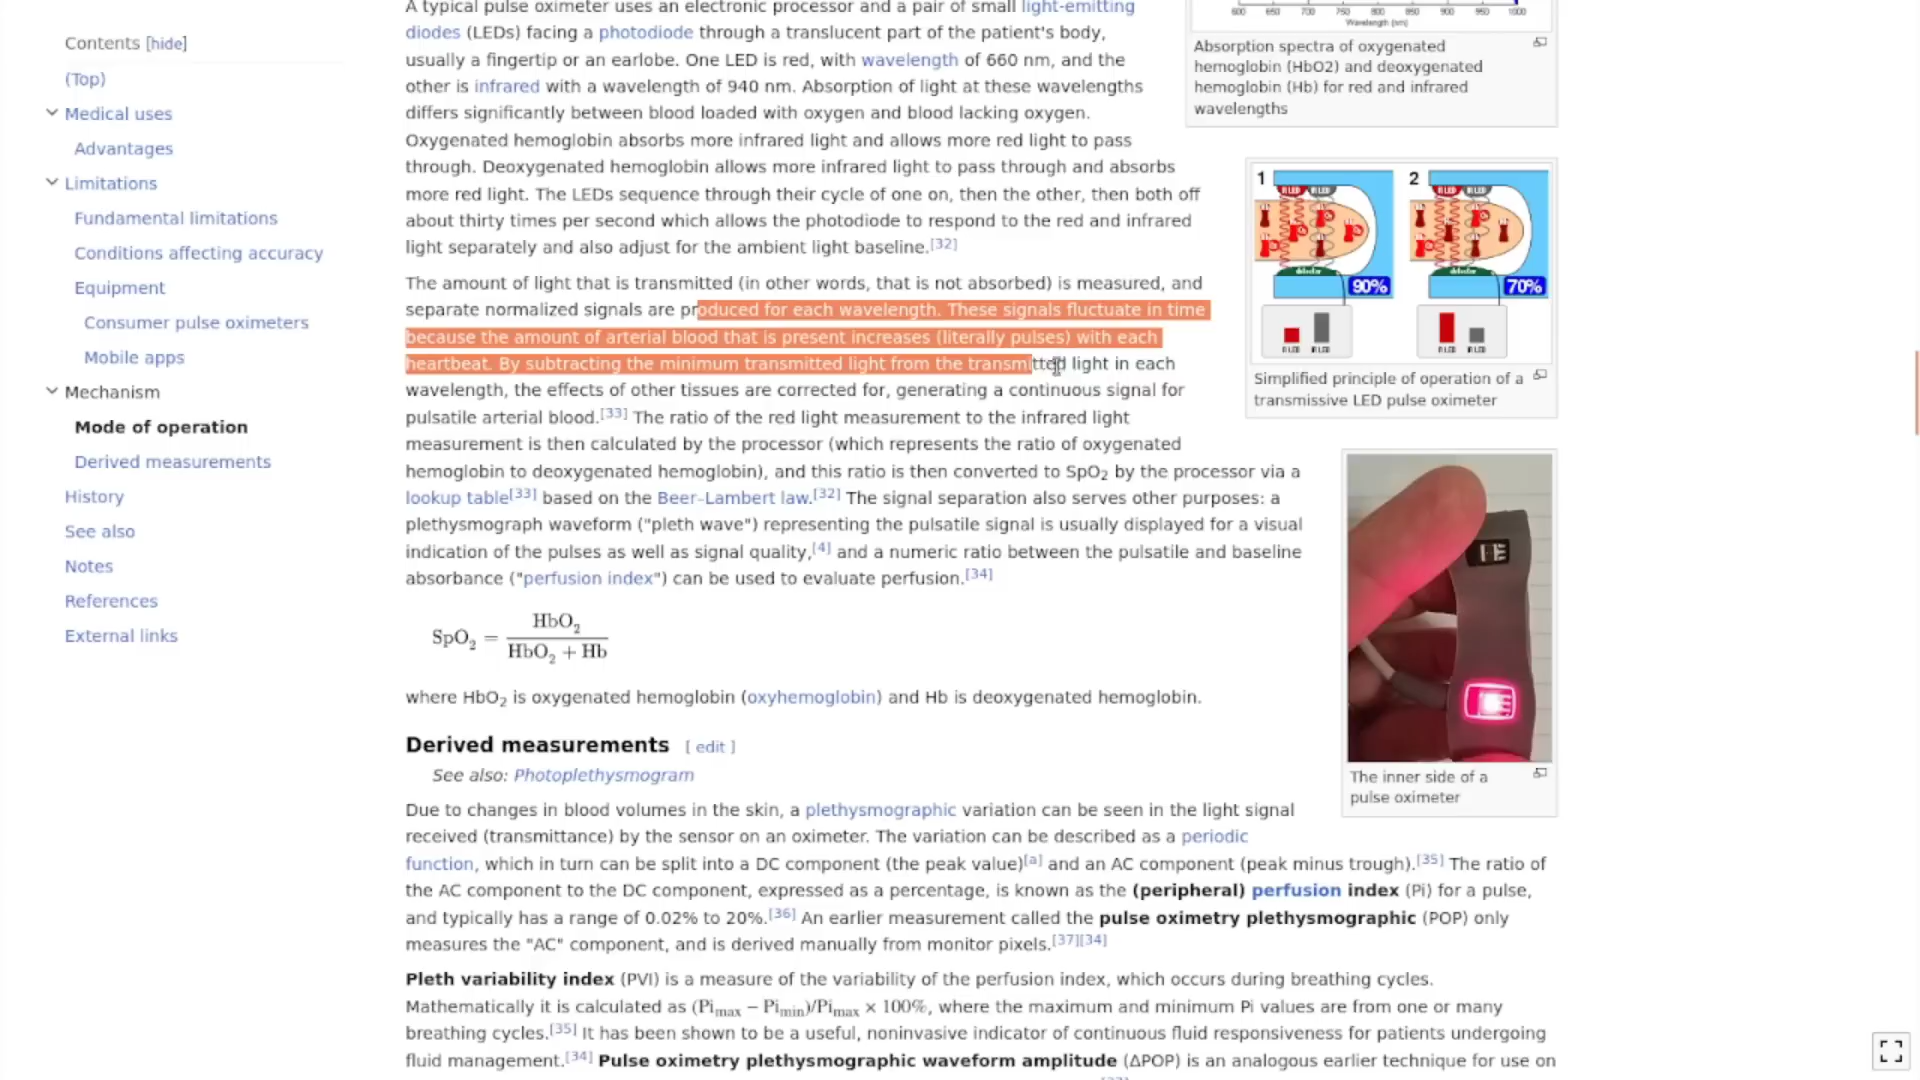 Contents [hide]
(Top)
Medical uses
Advantages
Limitations
Fundamental limitations
Conditions affecting accuracy
Equipment
Consumer pulse oximeters
Mobile apps
Mechanism
Mode of operation
Derived measurements
History
See also
Notes
References
External links
A typical pulse oximeter uses an electronic processor and a pair of small light-emitting
diodes (LEDs) facing a photodiode through a translucent part of the patient's body,
usually a fingertip or an earlobe. One LED is red, with wavelength of 660 nm, and the
other is infrared with a wavelength of 940 nm. Absorption of light at these wavelengths
differs significantly between blood loaded with oxygen and blood lacking oxygen.
Oxygenated hemoglobin absorbs more infrared light and allows more red light to pass
through. Deoxygenated hemoglobin allows more infrared light to pass through and absorbs
more red light. The LEDs sequence through their cycle of one on, then the other, then both off
about thirty times per second which allows the photodiode to respond to the red and infrared
light separately and also adjust for the ambient light baseline.[32]
The amount of light that is transmitted (in other words, that is not absorbed) is measured, and
separate normalized signals are produced for each wavelength. These signals fluctuate in time
because the amount of arterial blood that is present increases (literally pulses) with each
heartbeat. By subtracting the minimum transmitted light from the transmitted light in each
wavelength, the effects of other tissues are corrected for, generating a continuous signal for
pulsatile arterial blood.[33] The ratio of the red light measurement to the infrared light
measurement is then calculated by the processor (which represents the ratio of oxygenated
hemoglobin to deoxygenated hemoglobin), and this ratio is then converted to SpO₂ by the processor via a
lookup table[33] based on the Beer–Lambert law.[32] The signal separation also serves other purposes: a
plethysmograph waveform ("pleth wave") representing the pulsatile signal is usually displayed for a visual
indication of the pulses as well as signal quality,[4] and a numeric ratio between the pulsatile and baseline
absorbance ("perfusion index") can be used to evaluate perfusion.[34]
SpO₂ = HbO₂ / HbO₂ + Hb
where HbO₂ is oxygenated hemoglobin (oxyhemoglobin) and Hb is deoxygenated hemoglobin.
Derived measurements [ edit ]
See also: Photoplethysmogram
Due to changes in blood volumes in the skin, a plethysmographic variation can be seen in the light signal
received (transmittance) by the sensor on an oximeter. The variation can be described as a periodic
function, which in turn can be split into a DC component (the peak value)[a] and an AC component (peak minus trough).[35] The ratio of
the AC component to the DC component, expressed as a percentage, is known as the (peripheral) perfusion index (Pi) for a pulse,
and typically has a range of 0.02% to 20%.[36] An earlier measurement called the pulse oximetry plethysmographic (POP) only
measures the "AC" component, and is derived manually from monitor pixels.[37][34]
Pleth variability index (PVI) is a measure of the variability of the perfusion index, which occurs during breathing cycles.
Mathematically it is calculated as (Pi_max − Pi_min)/Pi_max × 100%, where the maximum and minimum Pi values are from one or many
breathing cycles.[35] It has been shown to be a useful, noninvasive indicator of continuous fluid responsiveness for patients undergoing
fluid management.[34] Pulse oximetry plethysmographic waveform amplitude (ΔPOP) is an analogous earlier technique for use on
600 650 700 750 800 850 900 950 1000
Wavelength (nm)
Absorption spectra of oxygenated
hemoglobin (HbO2) and deoxygenated
hemoglobin (Hb) for red and infrared
wavelengths
1 2
R LED IR LED R LED IR LED
detector detector
90% 70%
R LED IR LED R LED IR LED
Simplified principle of operation of a
transmissive LED pulse oximeter
The inner side of a
pulse oximeter